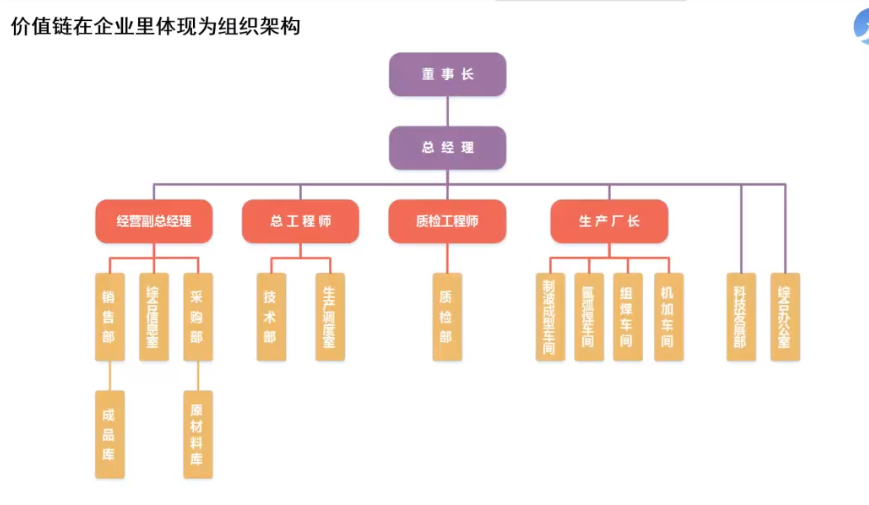 价值链在企业里体现为组织架构
董事长
总经理
经营副总经理
总工程师
质检工程师
生产厂长
销售部
综合信息室
采购部
技术部
生产调度室
质检部
制波成型车间
氩弧焊车间
组焊车间
机加车间
科技发展部
综合办公室
成品库
原材料库